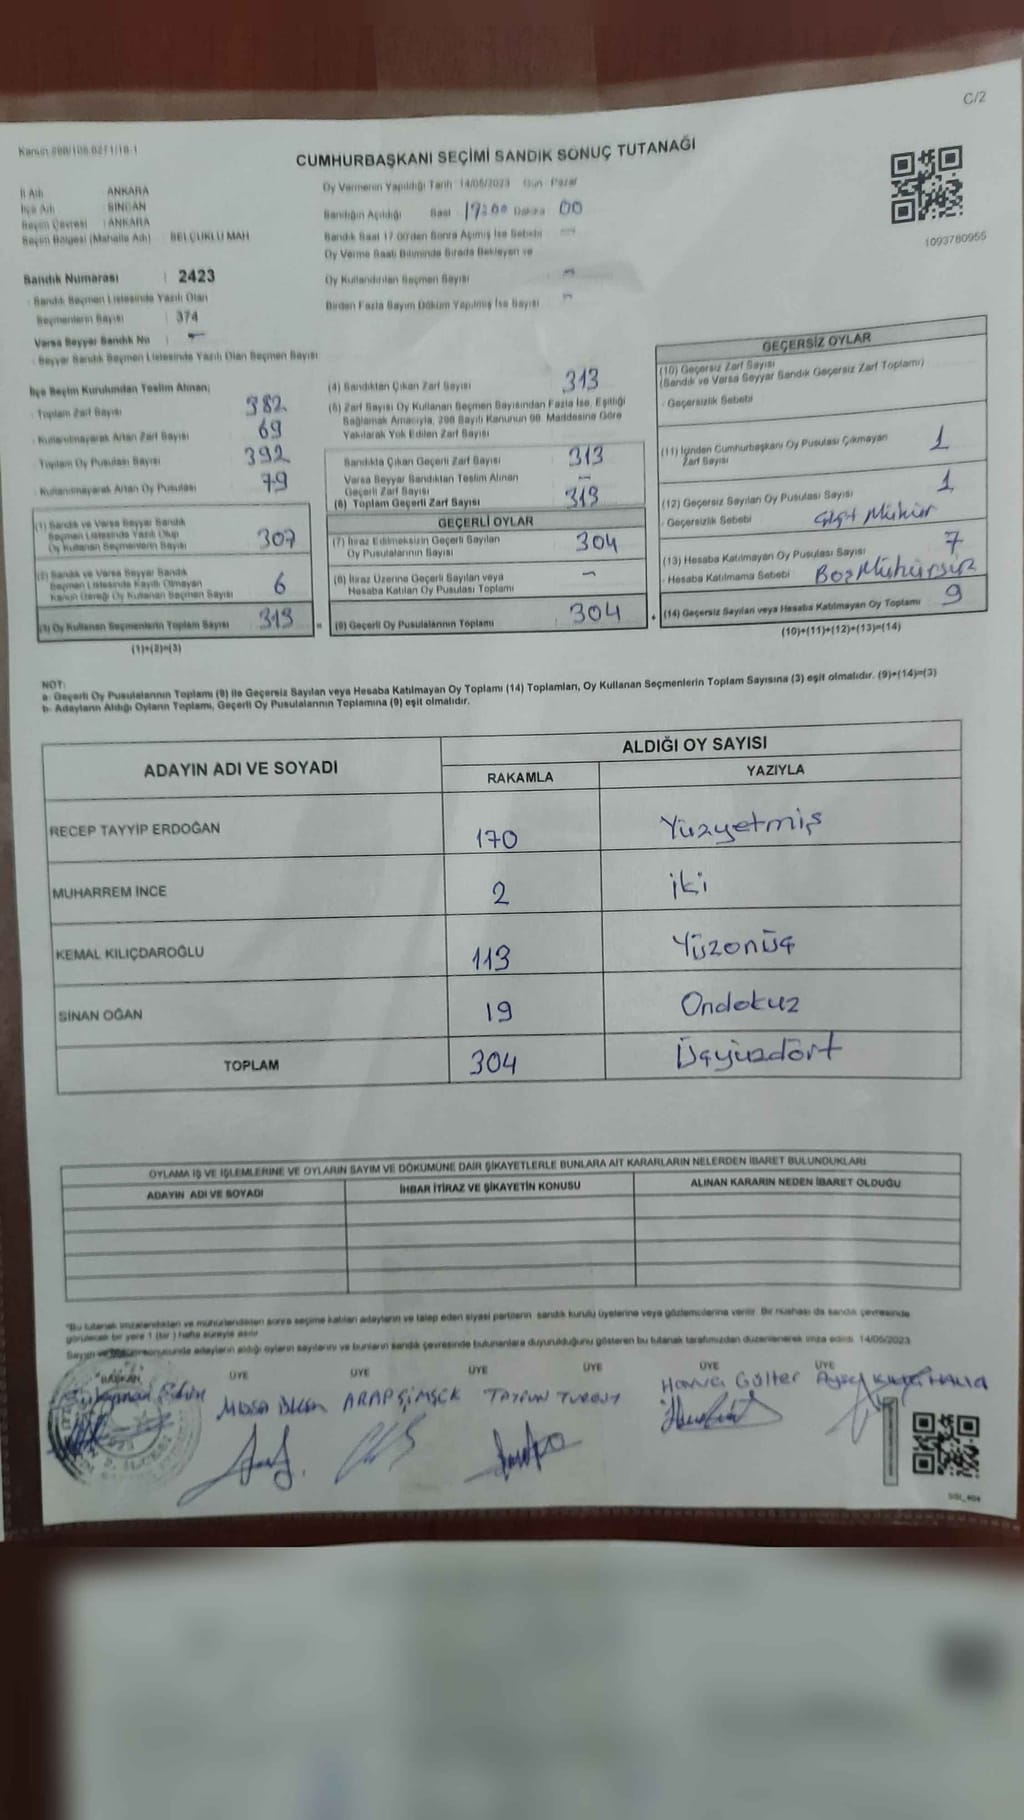 C/2
CUMHURBAŞKANI SEÇİMİ SANDIK SONUÇ TUTANAĞI
1093780955
İl Adı : ANKARA
İlçe Adı : SİNCAN
Seçim Çevresi : ANKARA
Seçim Bölgesi (Mahalle Adı) SELÇUKLU MAH
Sandık Numarası : 2423
Sandık Seçmen Listesinde Yazılı Olan
Seçmenlerin Sayısı : 374
Varsa Seyyar Sandık No : -
Seyyar Sandık Seçmen Listesinde Yazılı Olan Seçmen Sayısı
Oy Vermenin Yapıldığı Tarih 14/05/2023 Gün Pazar
Sandığın Açıldığı Saat 17:00 Dakika 00
Sandık Saat 17 00'den Sonra Açılmış İse Sebebi -
Oy Verme Saati Bitiminde Sırada Bekleyen ve
Oy Kullandırılan Seçmen Sayısı -
Birden Fazla Sayım Döküm Yapılmış İse Sayısı -
İlçe Seçim Kurulundan Teslim Alınan;
Toplam Zarf Sayısı 382
Kullanılmayarak Artan Zarf Sayısı 69
Toplam Oy Pusulası Sayısı 392
Kullanılmayarak Artan Oy Pusulası 79
(1) Sandık ve Varsa Seyyar Sandık
Seçmen Listesinde Yazılı Olup
Oy Kullanan Seçmenlerin Sayısı 307
(2) Sandık ve Varsa Seyyar Sandık
Seçmen Listesinde Kayıtlı Olmayan
Kanun Gereği Oy Kullanan Seçmen Sayısı 6
(3) Oy Kullanan Seçmenlerin Toplam Sayısı 313
(1)+(2)=(3)
(4) Sandıktan Çıkan Zarf Sayısı 313
(5) Zarf Sayısı Oy Kullanan Seçmen Sayısından Fazla İse, Eşitliği
Sağlamak Amacıyla, 298 Sayılı Kanunun 98. Maddesine Göre
Yakılarak Yok Edilen Zarf Sayısı
Sandıkta Çıkan Geçerli Zarf Sayısı 313
Varsa Seyyar Sandıktan Teslim Alınan
Geçerli Zarf Sayısı -
(6) Toplam Geçerli Zarf Sayısı 313
GEÇERLİ OYLAR
(7) İtiraz Edilmeksizin Geçerli Sayılan
Oy Pusulalarının Sayısı 304
(8) İtiraz Üzerine Geçerli Sayılan veya
Hesaba Katılan Oy Pusulası Toplamı -
(9) Geçerli Oy Pusulalarının Toplamı 304
GEÇERSİZ OYLAR
(10) Geçersiz Zarf Sayısı
(Sandık ve Varsa Seyyar Sandık Geçersiz Zarf Toplamı)
Geçersizlik Sebebi
(11) İçinden Cumhurbaşkanı Oy Pusulası Çıkmayan
Zarf Sayısı 1
(12) Geçersiz Sayılan Oy Pusulası Sayısı 1
Geçersizlik Sebebi Çift Mühür
(13) Hesaba Katılmayan Oy Pusulası Sayısı 7
Hesaba Katılmama Sebebi Boş Mühürsüz
(14) Geçersiz Sayılan veya Hesaba Katılmayan Oy Toplamı 9
(10)+(11)+(12)+(13)=(14)
NOT:
a- Geçerli Oy Pusulalarının Toplamı (9) ile Geçersiz Sayılan veya Hesaba Katılmayan Oy Toplamı (14) Toplamları, Oy Kullanan Seçmenlerin Toplam Sayısına (3) eşit olmalıdır. (9)+(14)=(3)
b- Adayların Aldığı Oyların Toplamı, Geçerli Oy Pusulalarının Toplamına (9) eşit olmalıdır.
ADAYIN ADI VE SOYADI
ALDIĞI OY SAYISI
RAKAMLA YAZIYLA
RECEP TAYYİP ERDOĞAN 170 Yüzyetmiş
MUHARREM İNCE 2 iki
KEMAL KILIÇDAROĞLU 113 Yüzonüç
SİNAN OĞAN 19 Ondokuz
TOPLAM 304 Üçyüzdört
OYLAMA İŞ VE İŞLEMLERİNE VE OYLARIN SAYIM VE DÖKÜMÜNE DAİR ŞİKAYETLERLE BUNLARA AİT KARARLARIN NELERDEN İBARET BULUNDUKLARI
ADAYIN ADI VE SOYADI İHBAR İTİRAZ VE ŞİKAYETİN KONUSU ALINAN KARARIN NEDEN İBARET OLDUĞU
*Bu tutanak imzalandıktan ve mühürlendikten sonra seçime katılan adayların ve talep eden siyasi partilerin sandık kurulu üyelerine veya gözlemcilerine verilir. Bir nüshası da sandık çevresinde
görülecek bir yere 1 (bir) hafta süreyle asılır
Sayım ve döküm sonucunda adayların aldığı oyların sayılarını ve bunların sandık çevresinde bulunanlara duyurulduğunu gösteren bu tutanak tarafımızdan düzenlenerek imza edildi. 14/05/2023
BAŞKAN ÜYE ÜYE ÜYE ÜYE ÜYE ÜYE
ARAP ŞİMŞEK TAYFUN TURGUT Havva Gülter